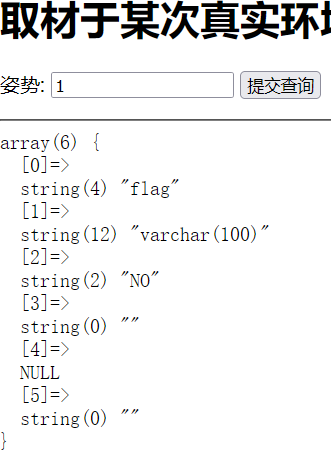 取材于某次真实环境
姿势: 1 提交查询
array(6) {
  [0]=>
  string(4) "flag"
  [1]=>
  string(12) "varchar(100)"
  [2]=>
  string(2) "NO"
  [3]=>
  string(0) ""
  [4]=>
  NULL
  [5]=>
  string(0) ""
}